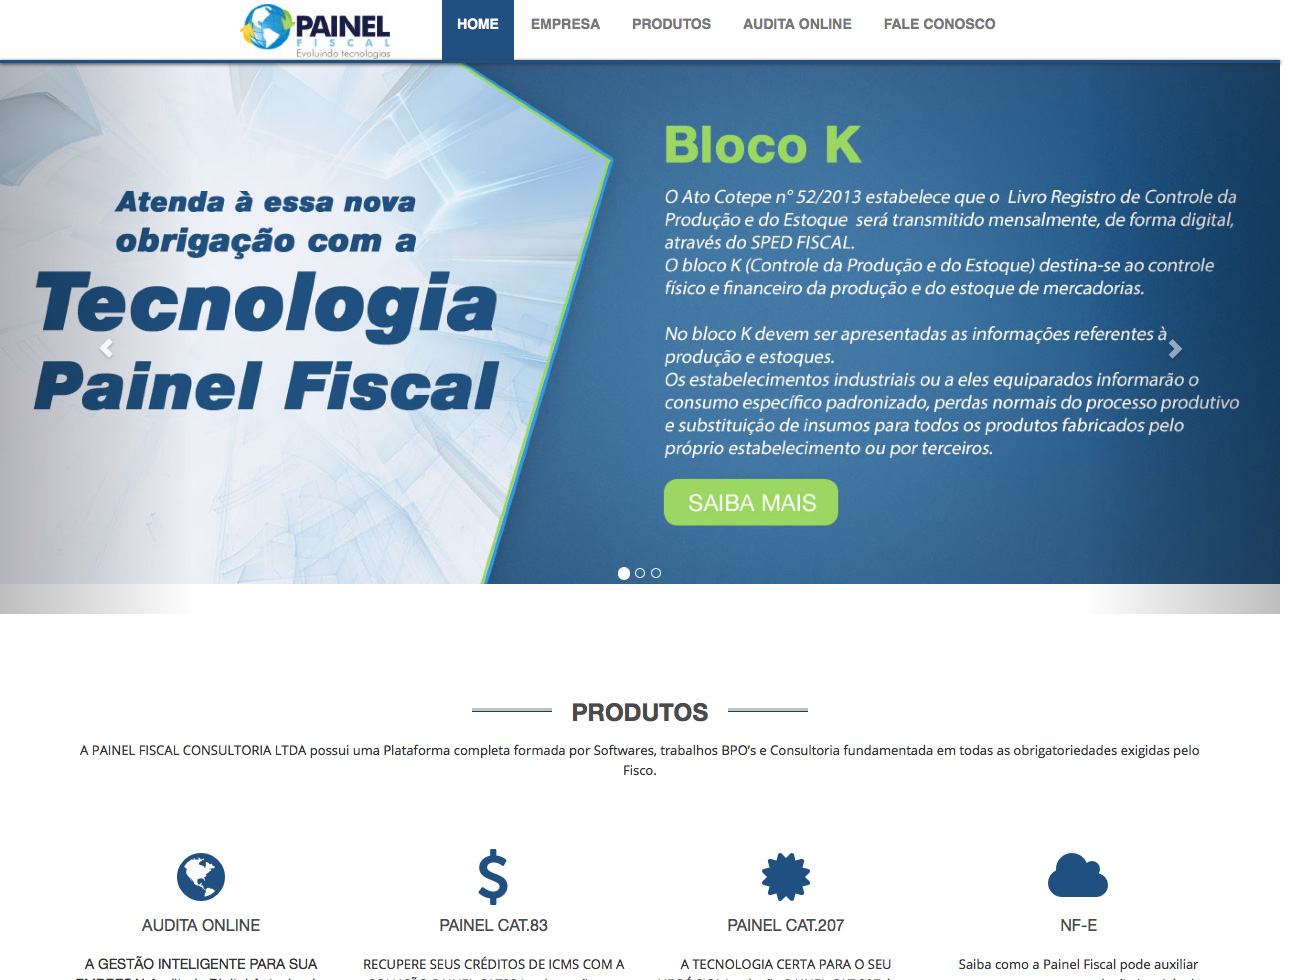 PAINEL
FISCAL
Evoluindo tecnologias
HOME
EMPRESA
PRODUTOS
AUDITA ONLINE
FALE CONOSCO
Atenda à essa nova
obrigação com a
Tecnologia
Painel Fiscal
Bloco K
O Ato Cotepe n° 52/2013 estabelece que o Livro Registro de Controle da
Produção e do Estoque será transmitido mensalmente, de forma digital,
através do SPED FISCAL.
O bloco K (Controle da Produção e do Estoque) destina-se ao controle
físico e financeiro da produção e do estoque de mercadorias.
No bloco K devem ser apresentadas as informações referentes à
produção e estoques.
Os estabelecimentos industriais ou a eles equiparados informarão o
consumo específico padronizado, perdas normais do processo produtivo
e substituição de insumos para todos os produtos fabricados pelo
próprio estabelecimento ou por terceiros.
SAIBA MAIS
PRODUTOS
A PAINEL FISCAL CONSULTORIA LTDA possui uma Plataforma completa formada por Softwares, trabalhos BPO's e Consultoria fundamentada em todas as obrigatoriedades exigidas pelo
Fisco.
AUDITA ONLINE
A GESTÃO INTELIGENTE PARA SUA
PAINEL CAT.83
RECUPERE SEUS CRÉDITOS DE ICMS COM A
PAINEL CAT.207
A TECNOLOGIA CERTA PARA O SEU
NF-E
Saiba como a Painel Fiscal pode auxiliar